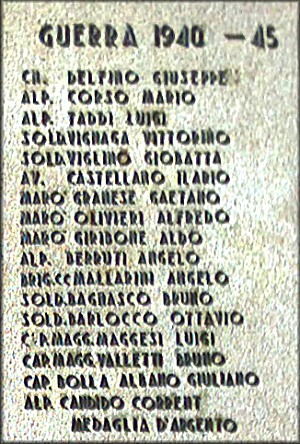 GUERRA 1940 - 45
CR. DELFINO GIUSEPPE
ALP. CORSO MARIO
ALP. TADDI LUIGI
SOLD. VIGNAGA VITTORINO
SOLD. VIGLINO GIOBATTA
AV. CASTELLANO ILARIO
MARO GRANESE GAETANO
MARO OLIVIERI ALFREDO
MARO GIRIBONE ALDO
ALP. BERRUTI ANGELO
BRIG.CC MALLARINI ANGELO
SOLD. BAGNASCO BRUNO
SOLD. BARLOCCO OTTAVIO
MAGGESI LUIGI
CAP.MAGG. VALLETTI BRUNO
CAP. BOLLA ALBANO GIULIANO
ALP. CANDIDO CORRENT
MEDAGLIA D'ARGENTO